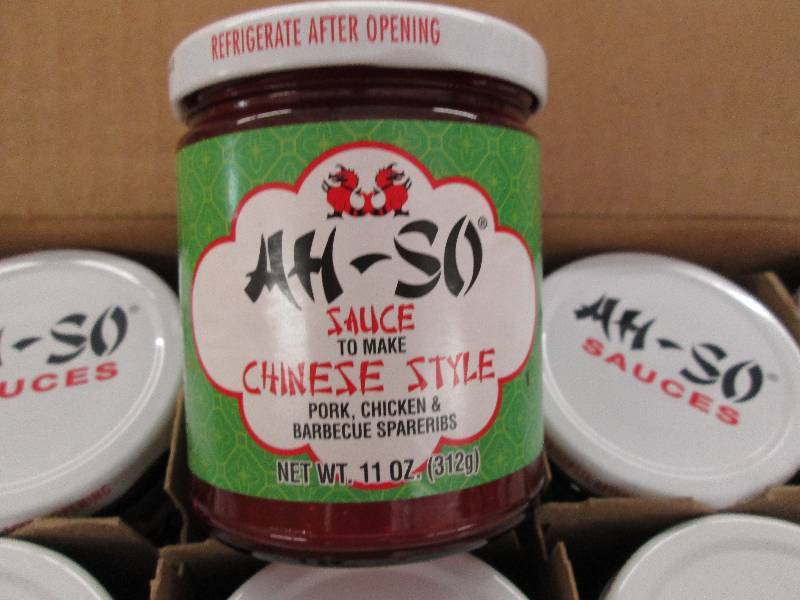 REFRIGERATE AFTER OPENING
AH-SO®
SAUCE
TO MAKE
CHINESE STYLE
PORK, CHICKEN &
BARBECUE SPARERIBS
NET WT. 11 OZ. (312g)
-SO
UCES
AH-SO
SAUCES